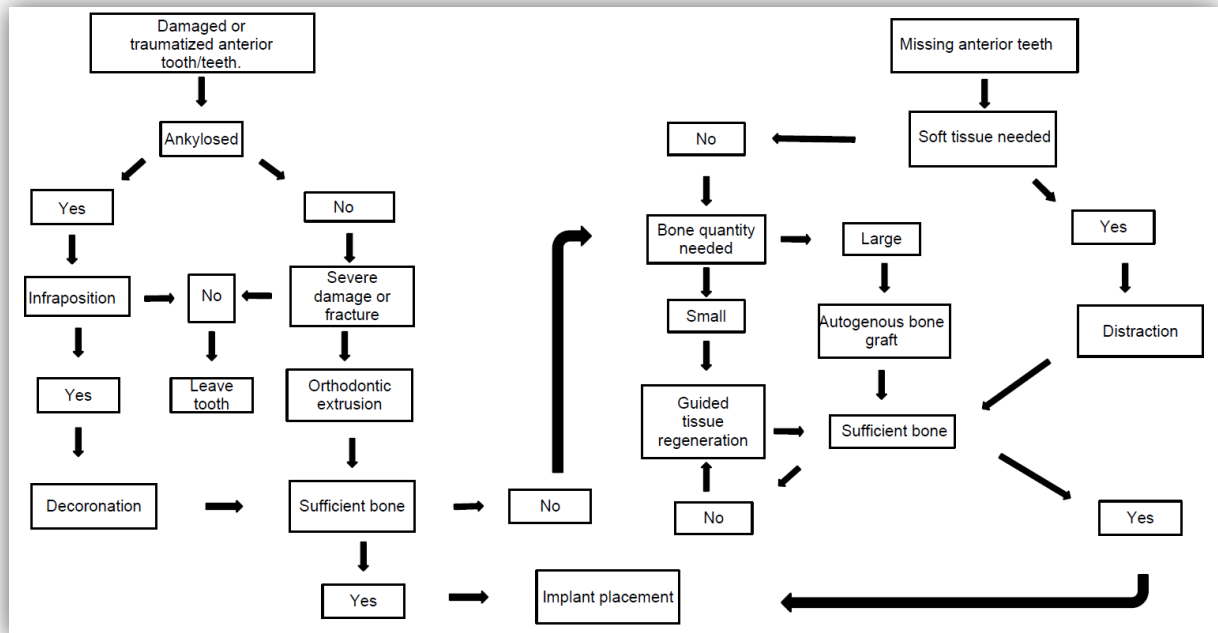 Damaged or
traumatized anterior
tooth/teeth.
Missing anterior teeth
Ankylosed
No
Soft tissue needed
Yes
No
Bone quantity
needed
Large
Yes
Infraposition
No
Severe
damage or
fracture
Small
Autogenous bone
graft
Distraction
Yes
Leave
tooth
Orthodontic
extrusion
Guided
tissue
regeneration
Sufficient bone
Decoronation
Sufficient bone
No
No
Yes
Yes
Implant placement